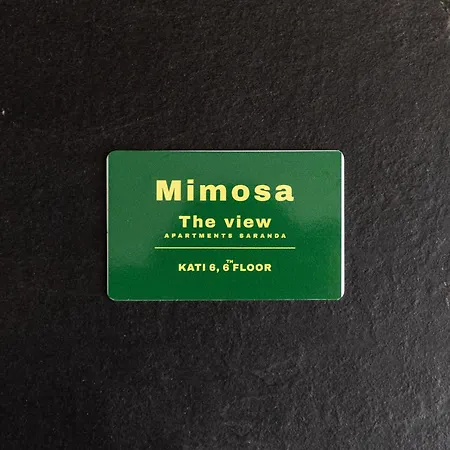 Mimosa
The view
APARTMENTS SARANDA
KATI 6, 6TH FLOOR